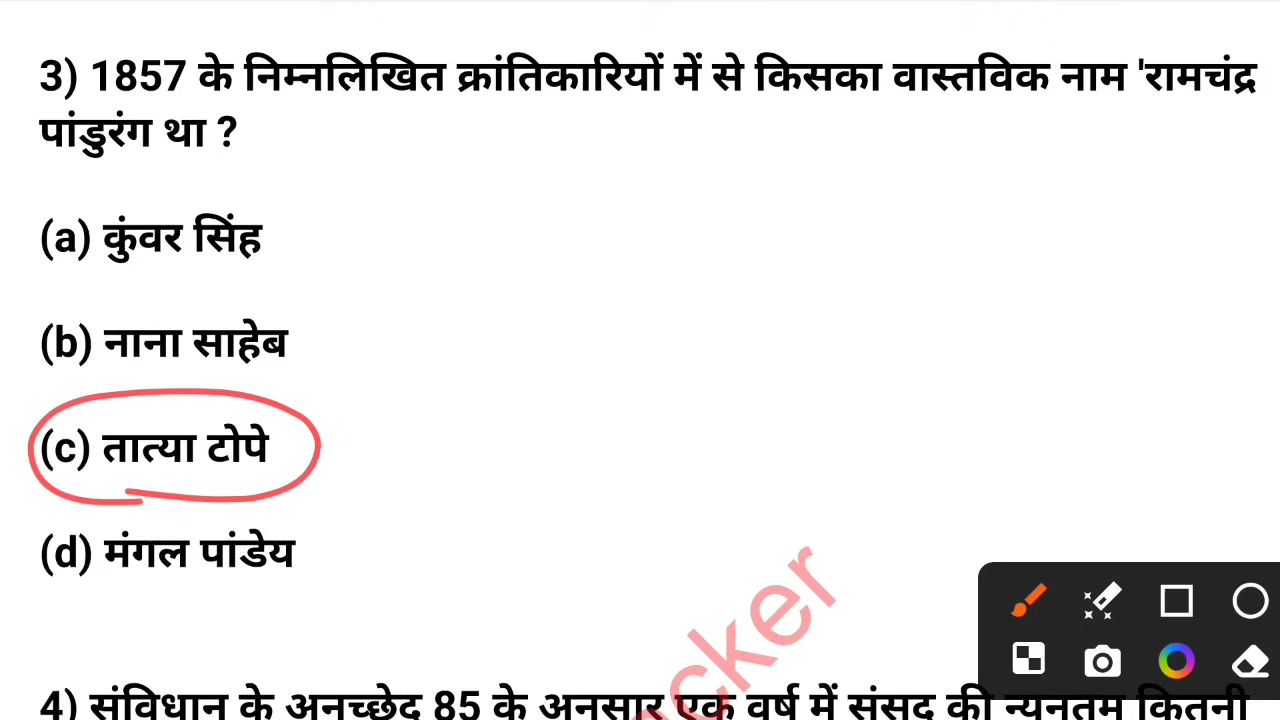 3) 1857 के निम्नलिखित क्रांतिकारियों में से किसका वास्तविक नाम 'रामचंद्र
पांडुरंग था ?
(a) कुंवर सिंह
(b) नाना साहेब
(c) तात्या टोपे
(d) मंगल पांडेय
4) संविधान के अनुच्छेद 85 के अनुसार एक वर्ष में संसद की न्यूनतम कितनी